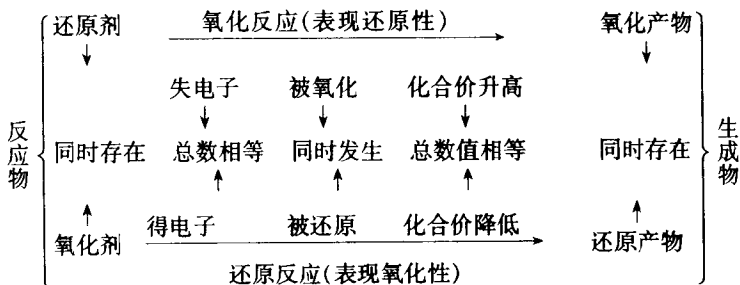 还原剂 氧化反应(表现还原性) 氧化产物
失电子 被氧化 化合价升高
反应物 同时存在 总数相等 同时发生 总数值相等 同时存在 生成物
氧化剂 得电子 被还原 化合价降低 还原产物
还原反应(表现氧化性)